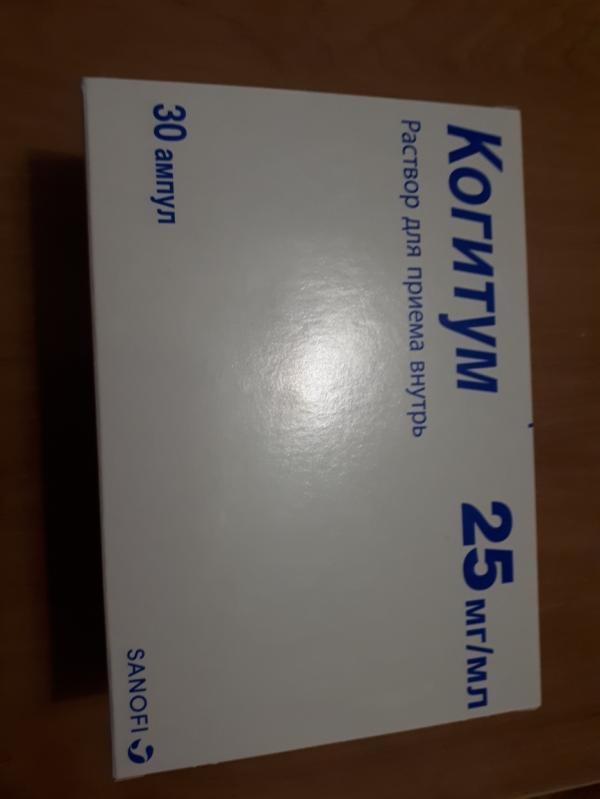 Когитум 25 мг/мл
Раствор для приема внутрь
30 ампул
SANOFI